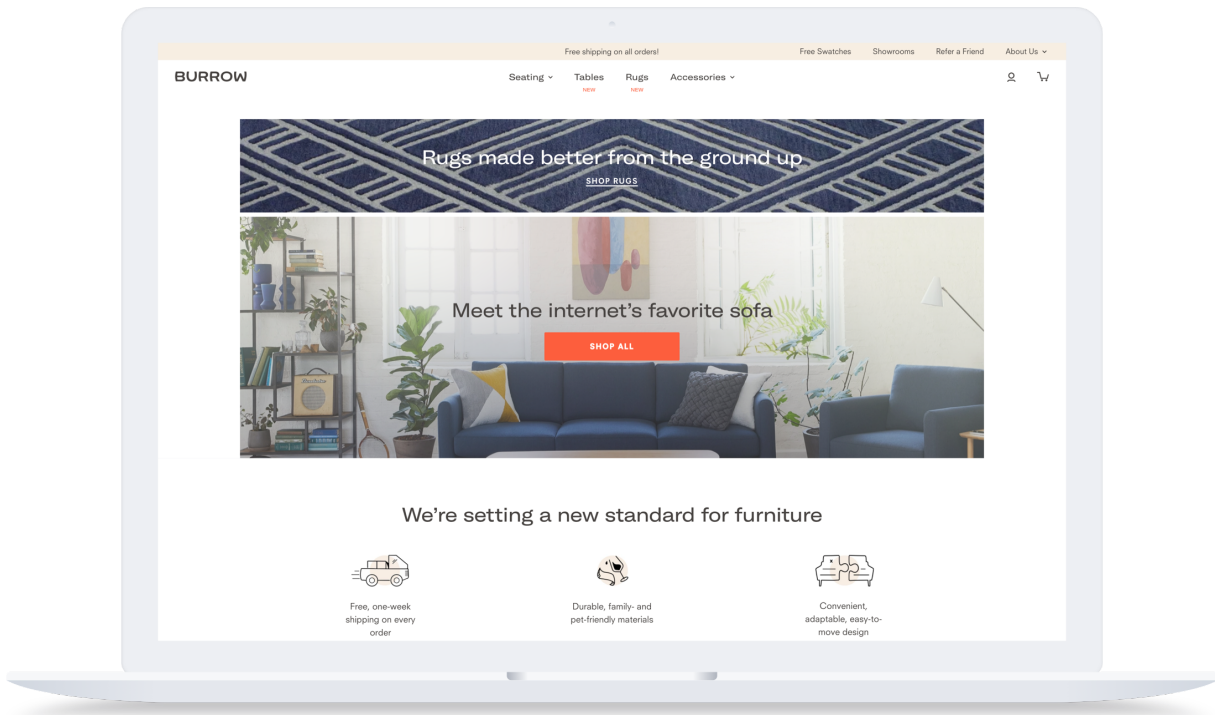 Free shipping on all orders!
Free Swatches
Showrooms
Refer a Friend
About Us
BURROW
Seating
Tables
NEW
Rugs
NEW
Accessories
Rugs made better from the ground up
SHOP RUGS
Meet the internet's favorite sofa
SHOP ALL
We're setting a new standard for furniture
Free, one-week
shipping on every
order
Durable, family- and
pet-friendly materials
Convenient,
adaptable, easy-to-
move design